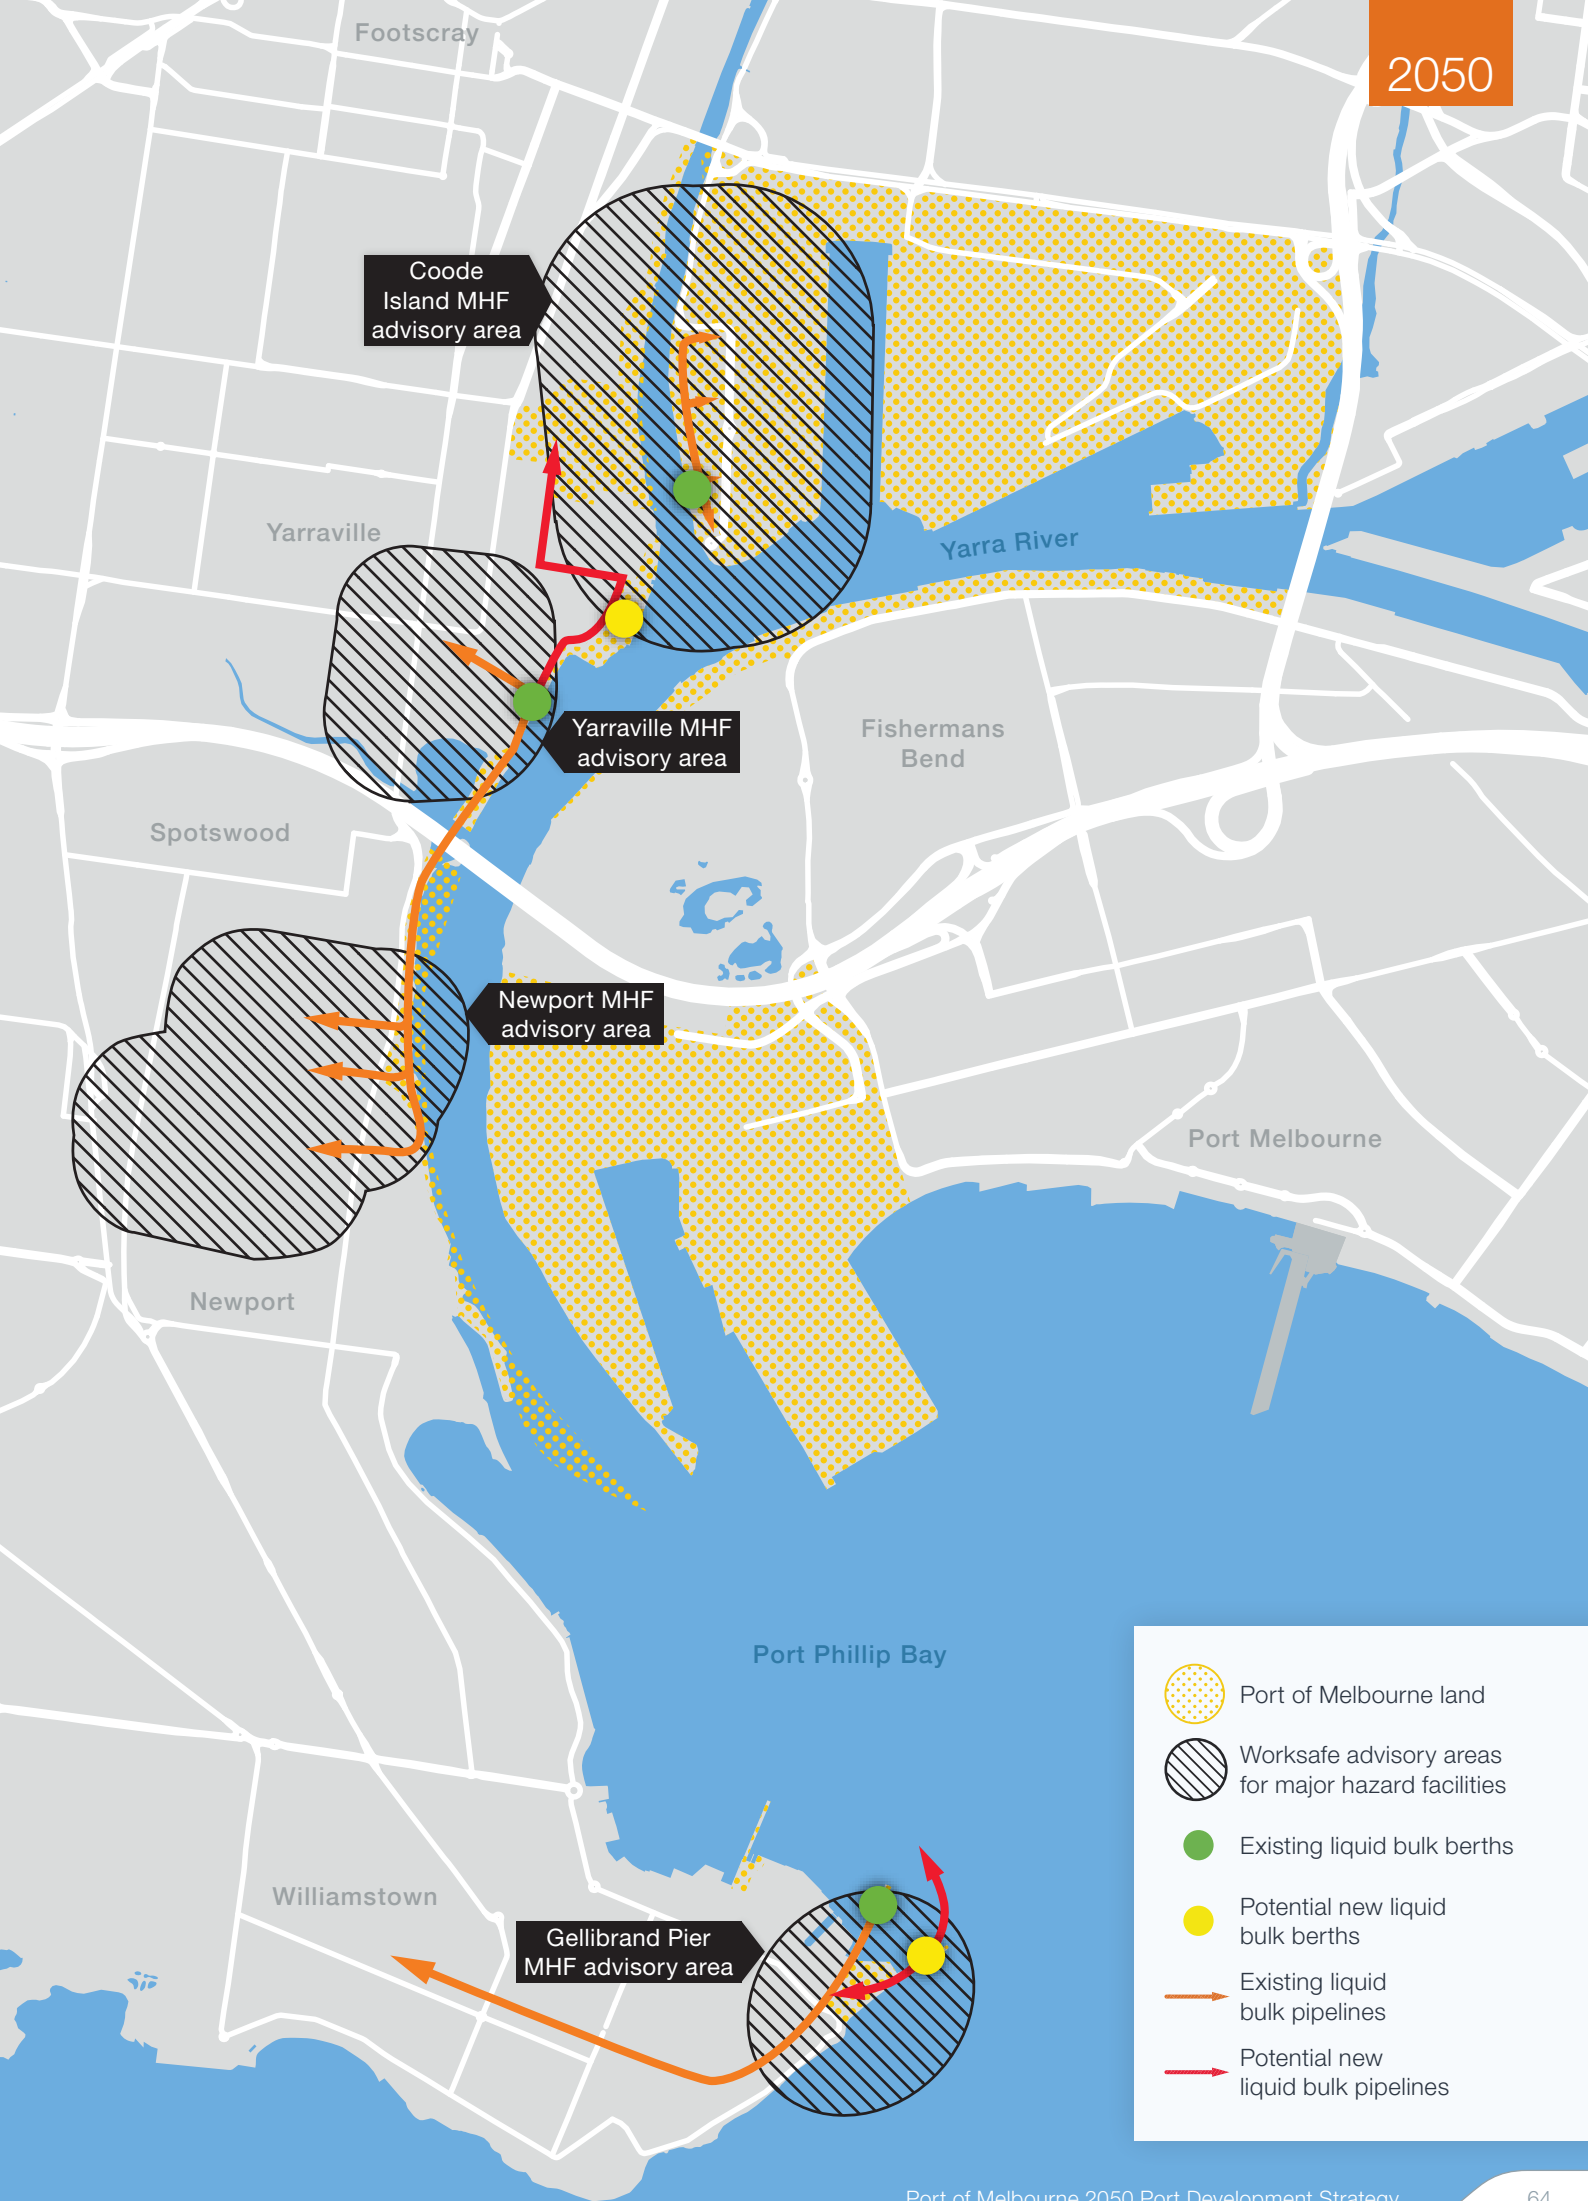 Footscray
2050
Coode
Island MHF
advisory area
Yarraville
Yarra River
Yarraville MHF
advisory area
Fishermans
Bend
Spotswood
Newport MHF
advisory area
Port Melbourne
Newport
Port Phillip Bay
Port of Melbourne land
Worksafe advisory areas
for major hazard facilities
Existing liquid bulk berths
Williamstown
Gellibrand Pier
MHF advisory area
Potential new liquid
bulk berths
Existing liquid
bulk pipelines
Potential new
liquid bulk pipelines
Port of Melbourne 2050 Port Development Strategy
64